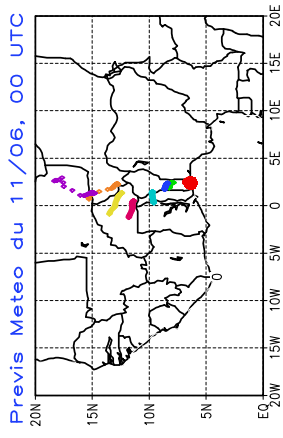 Previs Meteo du 11/06, 00 UTC
20N
15N
10N
5N
EQ
20W
15W
10W
5W
0
5E
10E
15E
20E
0